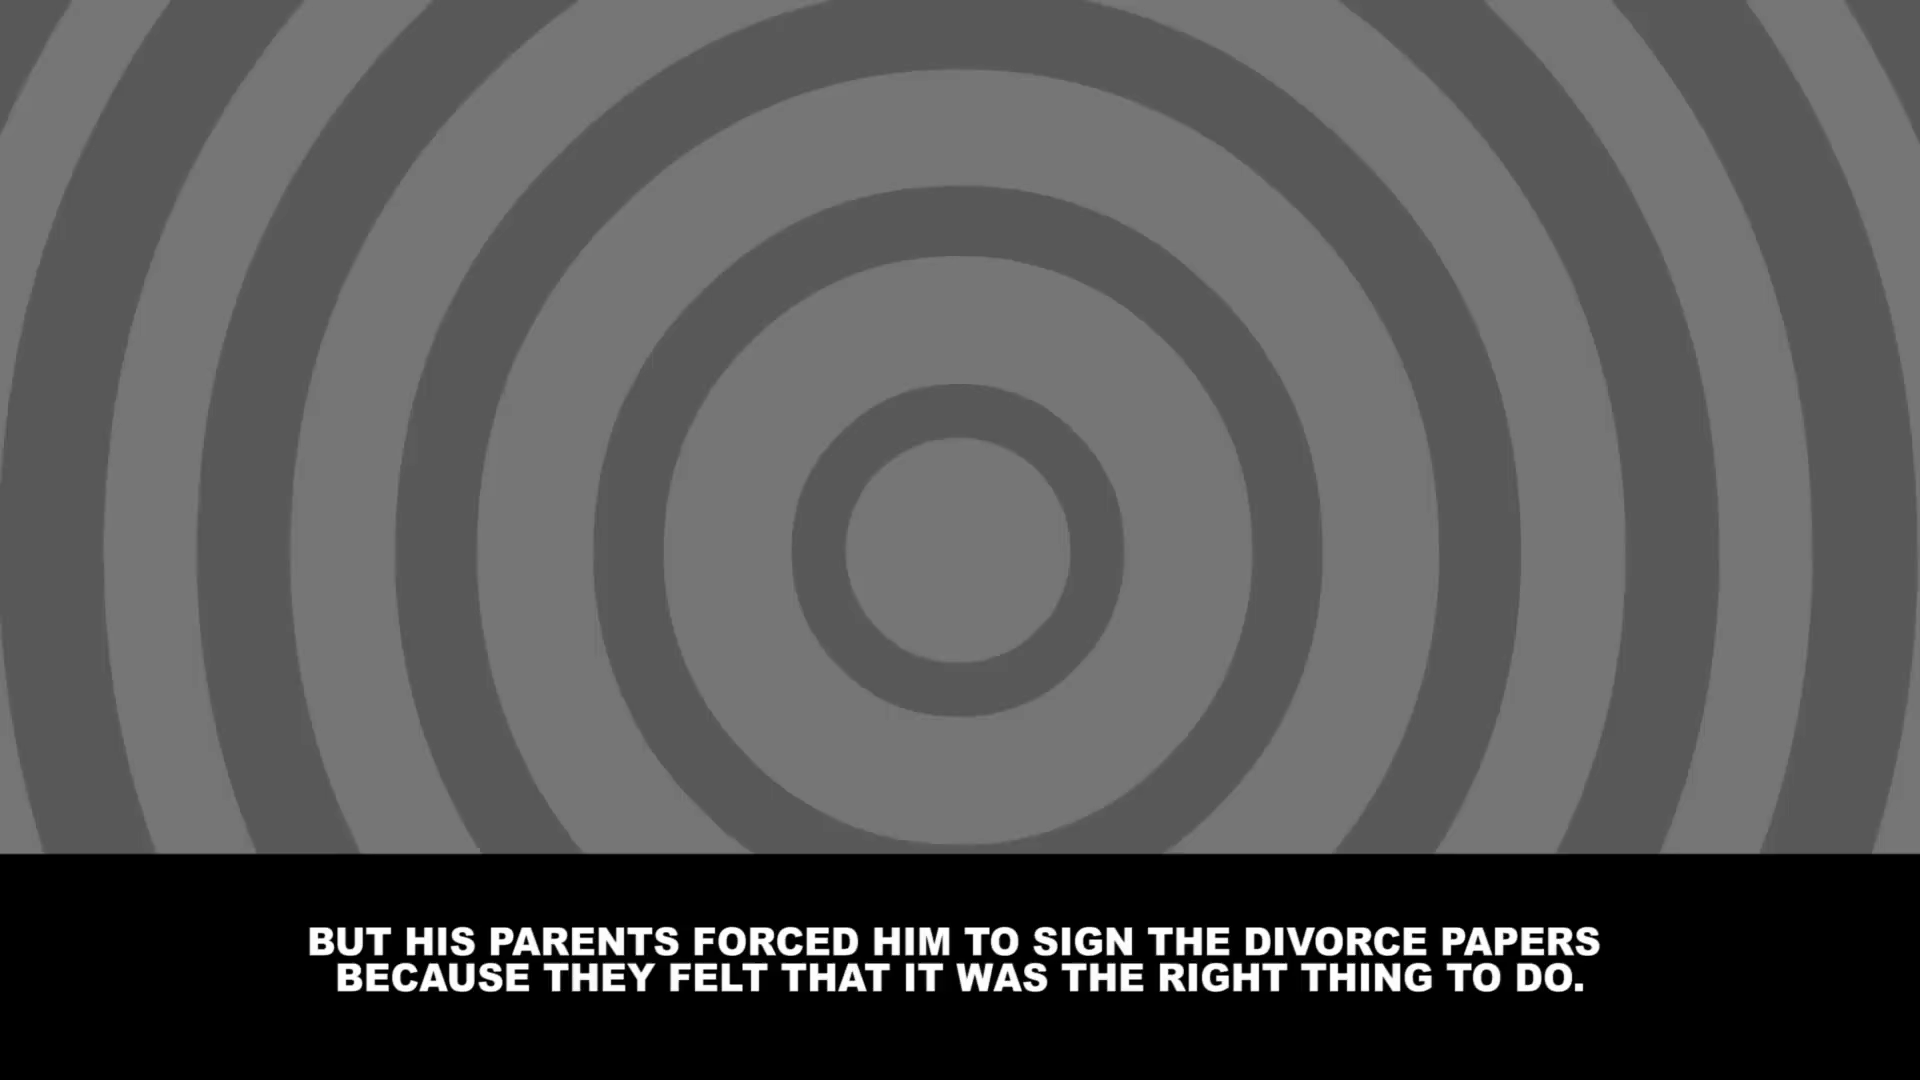 BUT HIS PARENTS FORCED HIM TO SIGN THE DIVORCE PAPERS
BECAUSE THEY FELT THAT IT WAS THE RIGHT THING TO DO.